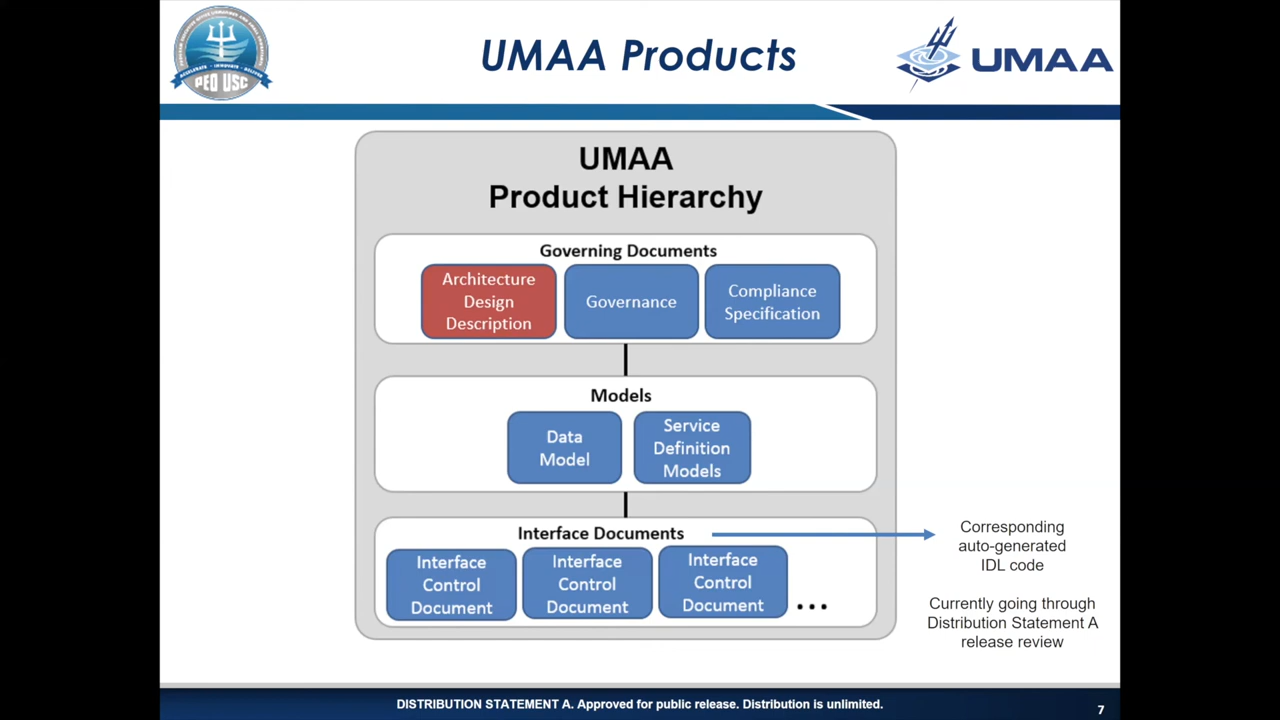 UMAA Products
PEO USC
UMAA
UMAA
Product Hierarchy
Governing Documents
Architecture
Design
Description
Governance
Compliance
Specification
Models
Data
Model
Service
Definition
Models
Interface Documents
Interface
Control
Document
Interface
Control
Document
Interface
Control
Document
...
Corresponding
auto-generated
IDL code
Currently going through
Distribution Statement A
release review
DISTRIBUTION STATEMENT A. Approved for public release. Distribution is unlimited.
7